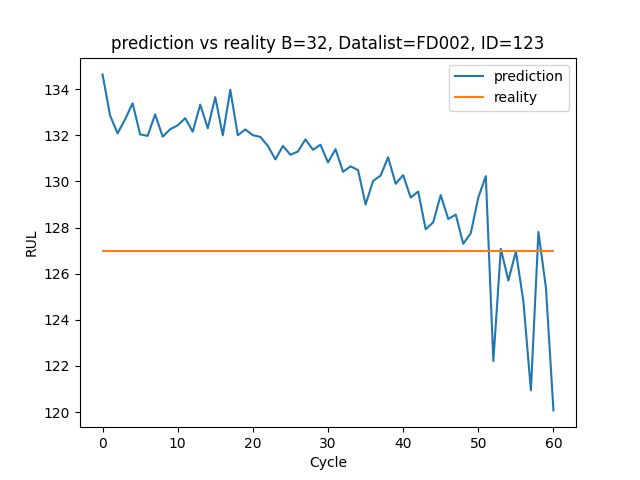 prediction vs reality B=32, Datalist=FD002, ID=123
prediction
reality
134
132
130
128
126
124
122
120
RUL
0 10 20 30 40 50 60
Cycle